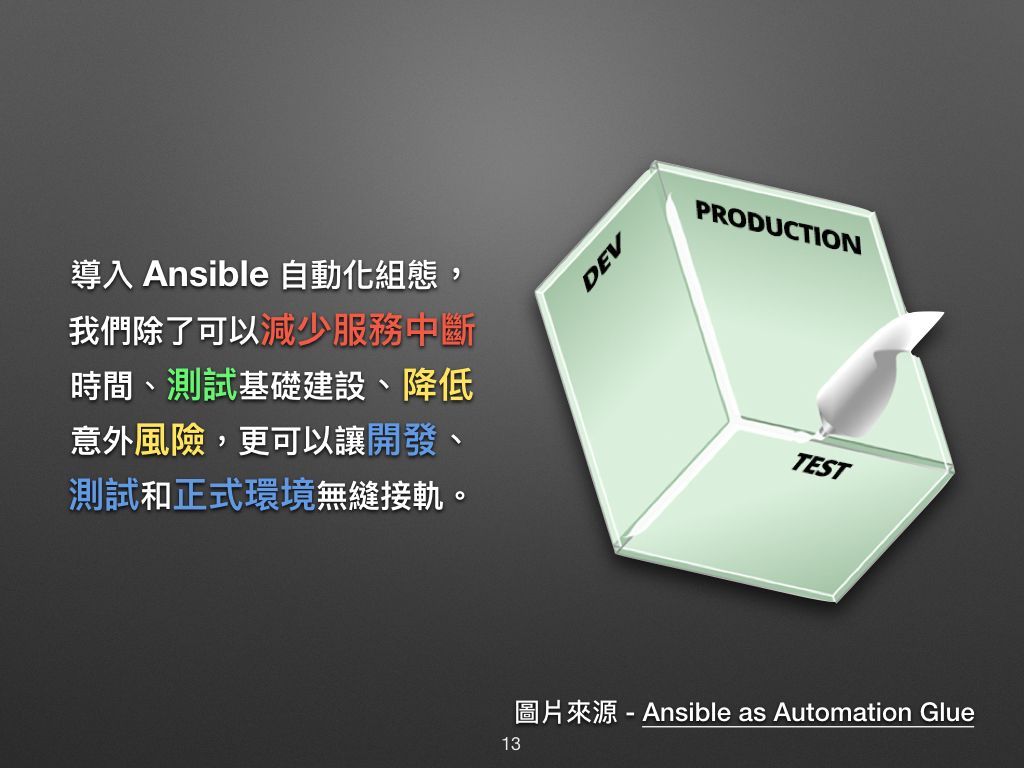 導入 Ansible 自動化組態，
我們除了可以減少服務中斷
時間、測試基礎建設、降低
意外風險，更可以讓開發、
測試和正式環境無縫接軌。
DEV
PRODUCTION
TEST
圖片來源 - Ansible as Automation Glue
13